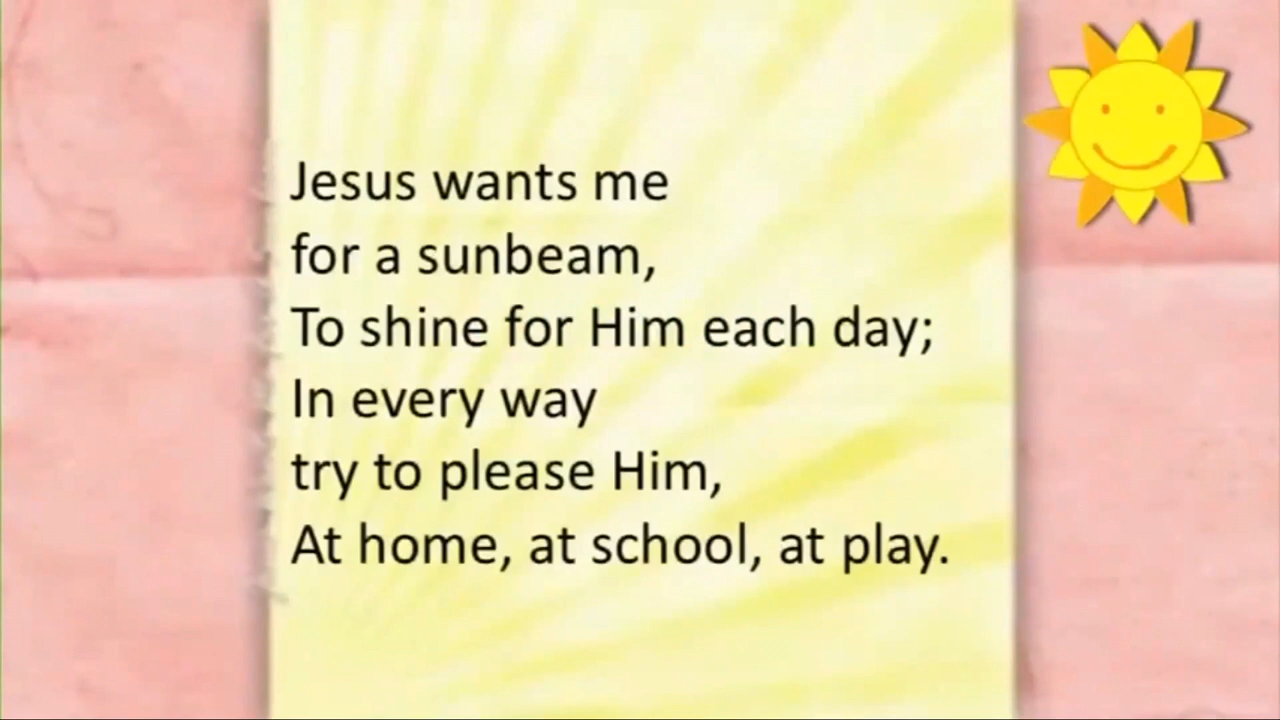 Jesus wants me
for a sunbeam,
To shine for Him each day;
In every way
try to please Him,
At home, at school, at play.